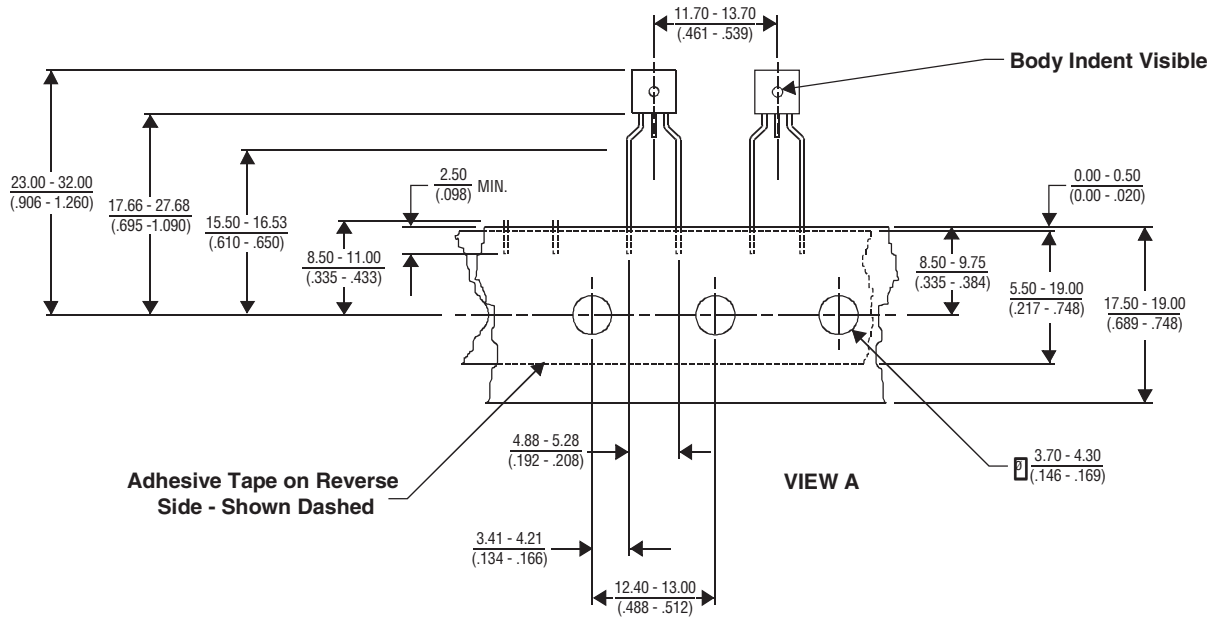 11.70 - 13.70
(.461 - .539)
Body Indent Visible
23.00 - 32.00
(.906 - 1.260)
17.66 - 27.68
(.695 -1.090)
15.50 - 16.53
(.610 - .650)
8.50 - 11.00
(.335 - .433)
2.50
(.098)
MIN.
0.00 - 0.50
(0.00 - .020)
8.50 - 9.75
(.335 - .384)
5.50 - 19.00
(.217 - .748)
17.50 - 19.00
(.689 - .748)
4.88 - 5.28
(.192 - .208)
Adhesive Tape on Reverse
Side - Shown Dashed
VIEW A
3.70 - 4.30
(.146 - .169)
3.41 - 4.21
(.134 - .166)
12.40 - 13.00
(.488 - .512)